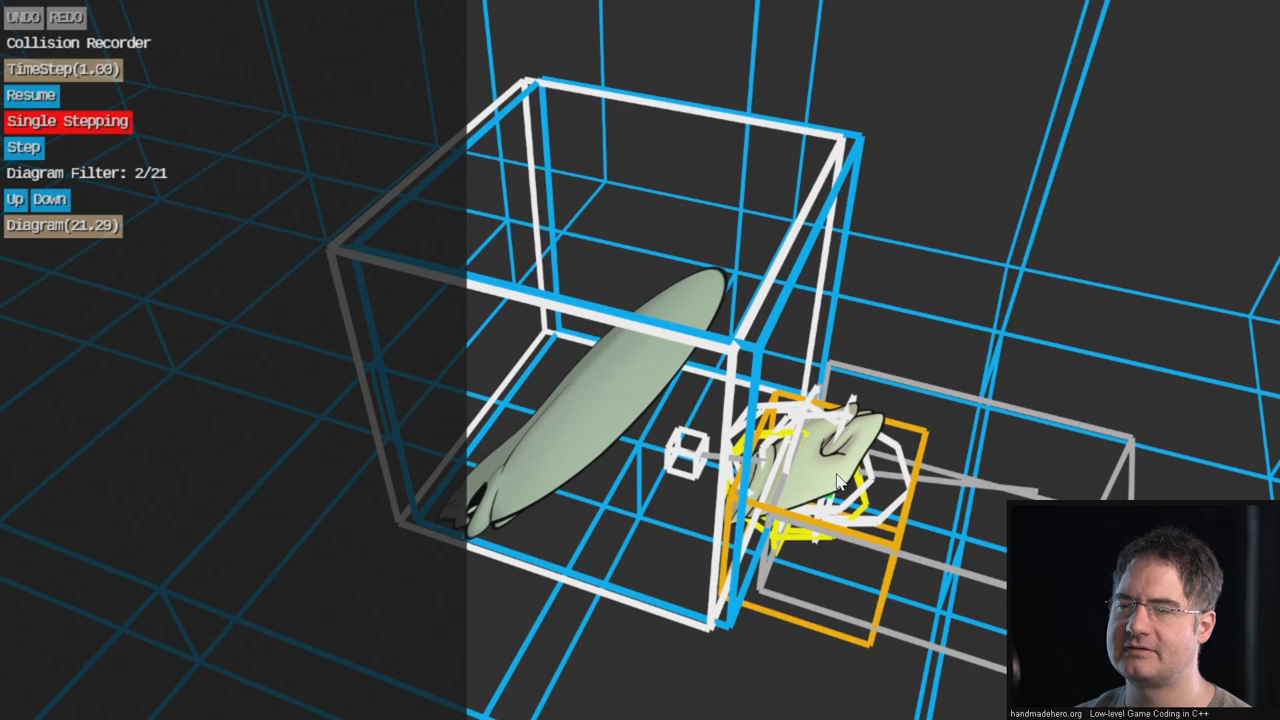 UNDO REDO
Collision Recorder
TimeStep(1.00)
Resume
Single Stepping
Step
Diagram Filter: 2/21
Up Down
Diagram(21.29)
handmadehero.org Low-level Game Coding in C++